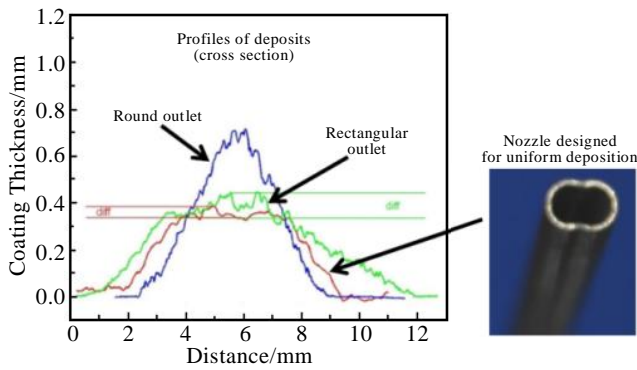 Profiles of deposits
(cross section)
Round outlet
Rectangular
outlet
Nozzle designed
for uniform deposition
diff
diff
Coating Thickness/mm
1.2
1.0
0.8
0.6
0.4
0.2
0.0
0 2 4 6 8 10 12
Distance/mm